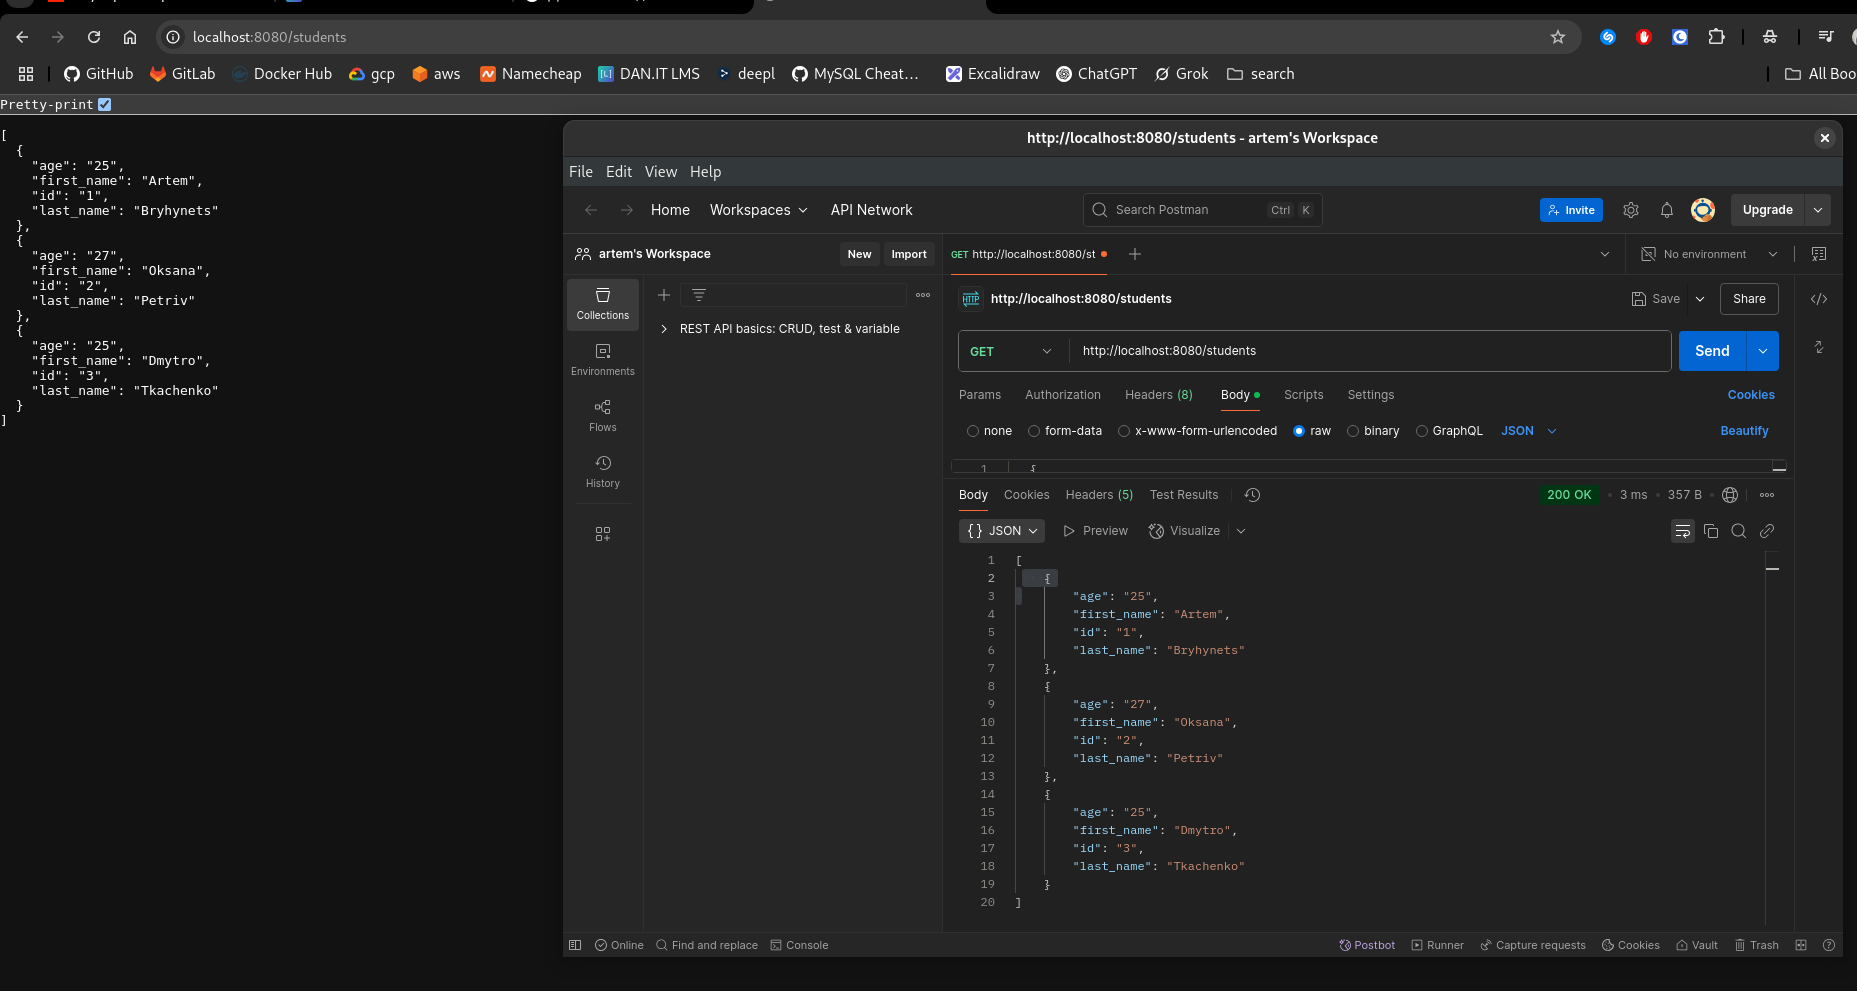 localhost:8080/students
GitHub GitLab Docker Hub gcp aws Namecheap DAN.IT LMS deepl MySQL Cheat… Excalidraw ChatGPT Grok search All Boo
Pretty-print
[
  {
    "age": "25",
    "first_name": "Artem",
    "id": "1",
    "last_name": "Bryhynets"
  },
  {
    "age": "27",
    "first_name": "Oksana",
    "id": "2",
    "last_name": "Petriv"
  },
  {
    "age": "25",
    "first_name": "Dmytro",
    "id": "3",
    "last_name": "Tkachenko"
  }
]
http://localhost:8080/students - artem's Workspace
File Edit View Help
Home Workspaces API Network Search Postman Ctrl K Invite Upgrade
artem's Workspace New Import
GET http://localhost:8080/st No environment
Collections
Environments
Flows
History
REST API basics: CRUD, test & variable
HTTP http://localhost:8080/students Save Share
GET http://localhost:8080/students Send
Params Authorization Headers (8) Body Scripts Settings Cookies
none form-data x-www-form-urlencoded raw binary GraphQL JSON Beautify
1 {
Body Cookies Headers (5) Test Results 200 OK 3 ms 357 B
{} JSON Preview Visualize
1 [
2 {
3 "age": "25",
4 "first_name": "Artem",
5 "id": "1",
6 "last_name": "Bryhynets"
7 },
8 {
9 "age": "27",
10 "first_name": "Oksana",
11 "id": "2",
12 "last_name": "Petriv"
13 },
14 {
15 "age": "25",
16 "first_name": "Dmytro",
17 "id": "3",
18 "last_name": "Tkachenko"
19 }
20 ]
Online Find and replace Console Postbot Runner Capture requests Cookies Vault Trash